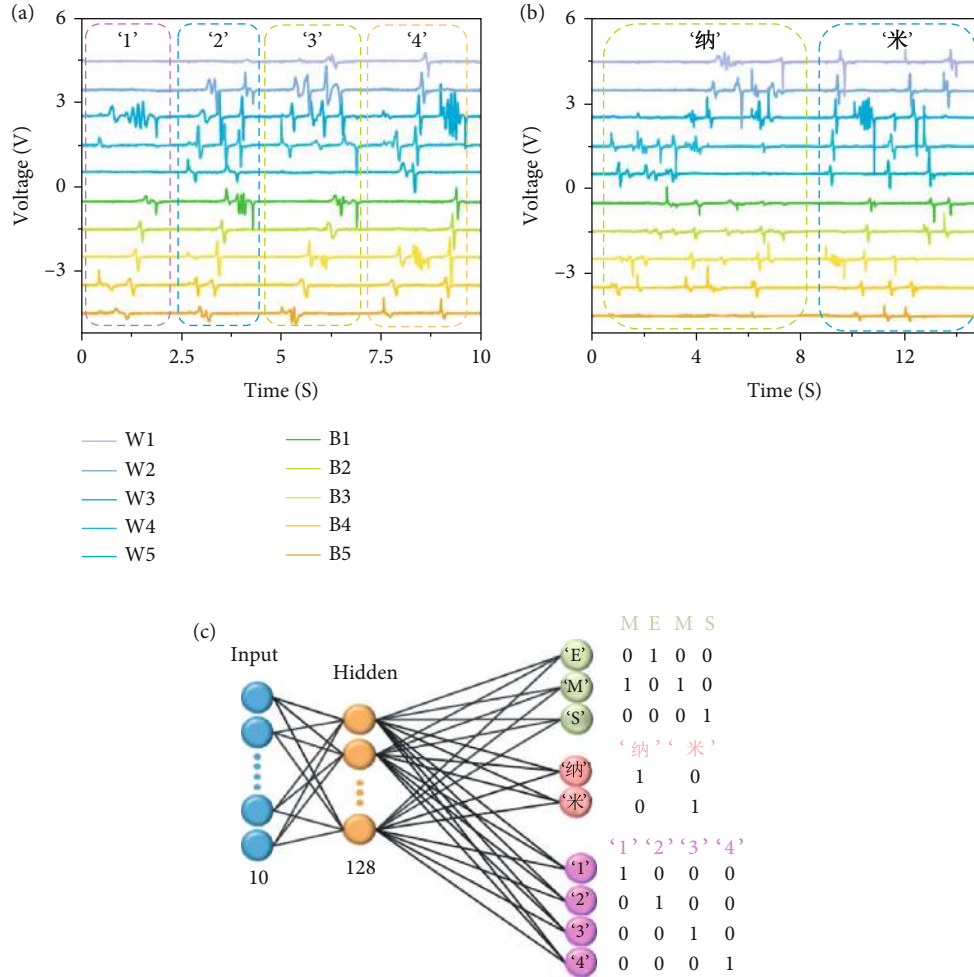 (a)
6
3
0
−3
Voltage (V)
‘1’ ‘2’ ‘3’ ‘4’
0 2.5 5 7.5 10
Time (S)
(b)
6
3
0
−3
Voltage (V)
‘纳’ ‘米’
0 4 8 12
Time (S)
W1 B1
W2 B2
W3 B3
W4 B4
W5 B5
(c)
Input
Hidden
10
128
M E M S
‘E’ 0 1 0 0
‘M’ 1 0 1 0
‘S’ 0 0 0 1
‘纳’ ‘米’
‘纳’ 1 0
‘米’ 0 1
‘1’ ‘2’ ‘3’ ‘4’
‘1’ 1 0 0 0
‘2’ 0 1 0 0
‘3’ 0 0 1 0
‘4’ 0 0 0 1